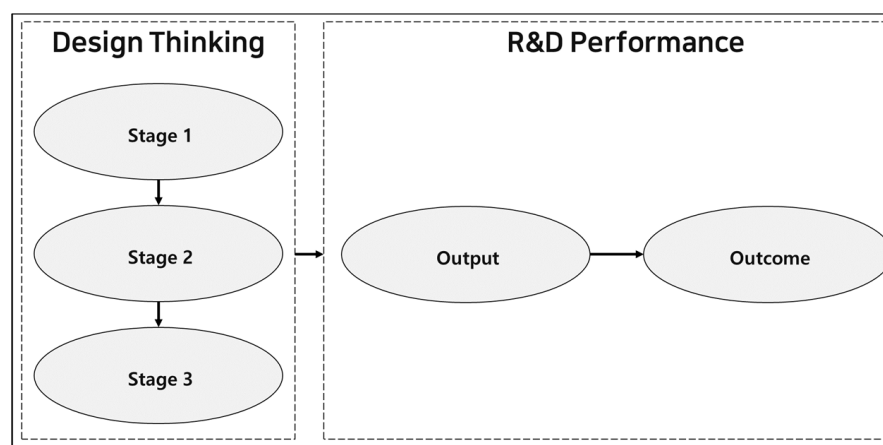 Design Thinking
Stage 1
Stage 2
Stage 3
R&D Performance
Output
Outcome